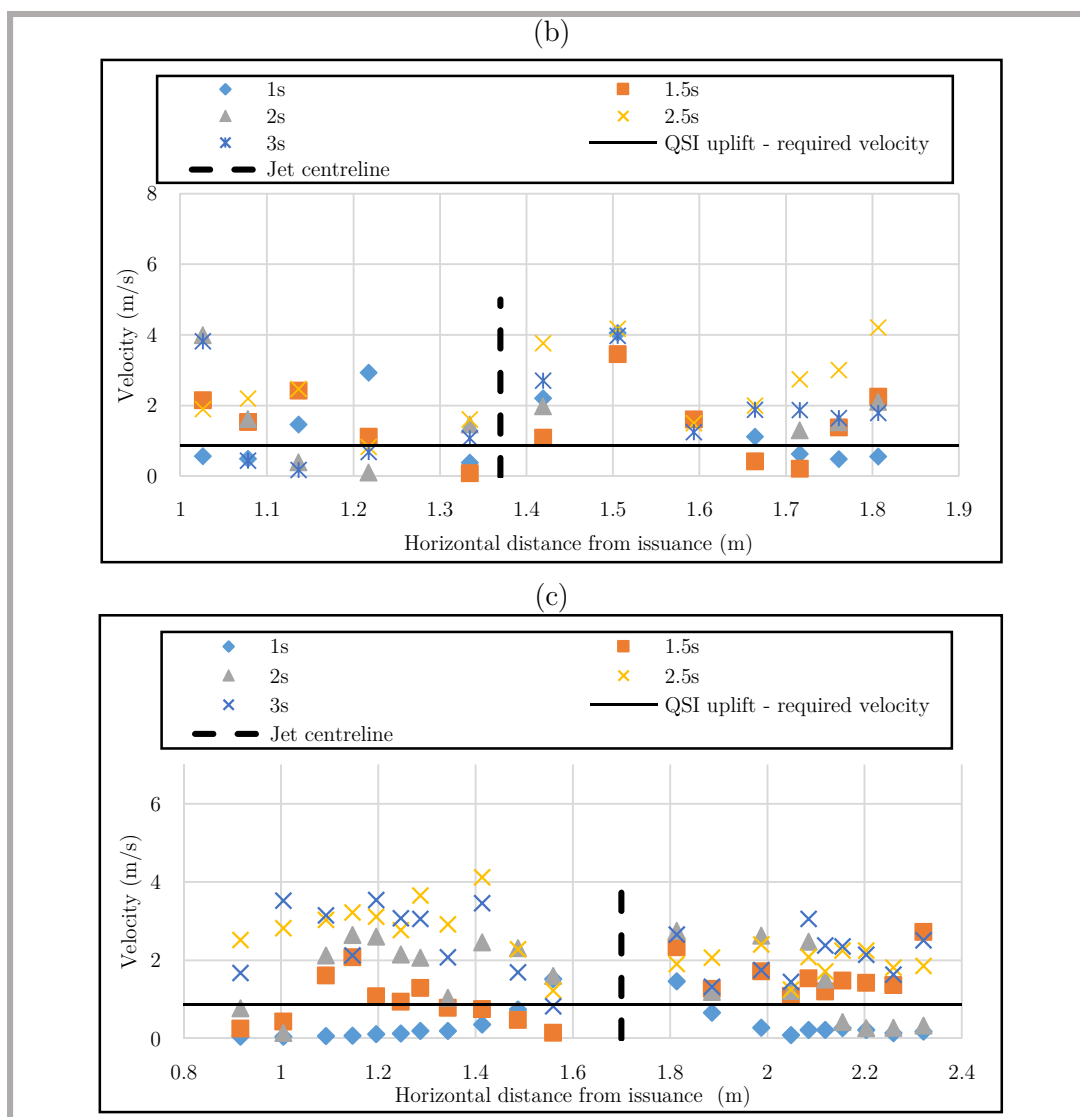 (b)
1s 1.5s
2s 2.5s
3s QSI uplift - required velocity
Jet centreline
8
6
4
2
0
Velocity (m/s)
1 1.1 1.2 1.3 1.4 1.5 1.6 1.7 1.8 1.9
Horizontal distance from issuance (m)
(c)
1s 1.5s
2s 2.5s
3s QSI uplift - required velocity
Jet centreline
6
4
2
0
Velocity (m/s)
0.8 1 1.2 1.4 1.6 1.8 2 2.2 2.4
Horizontal distance from issuance (m)